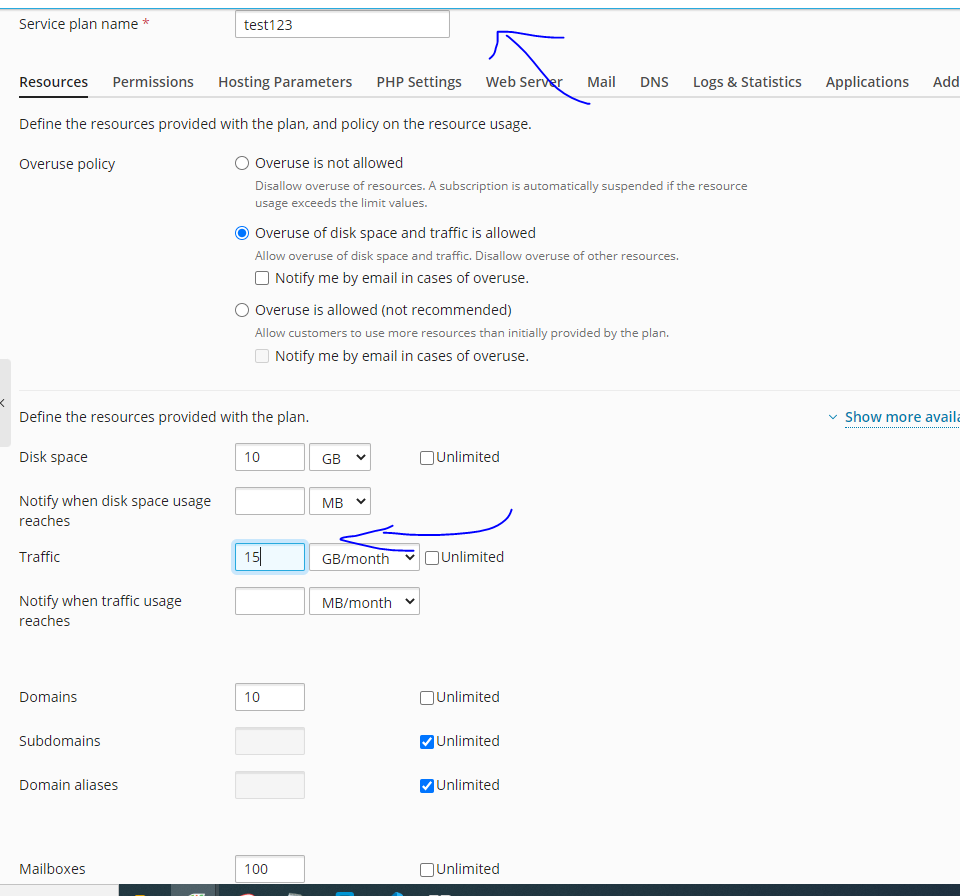 Service plan name *
test123
Resources Permissions Hosting Parameters PHP Settings Web Server Mail DNS Logs & Statistics Applications Add
Define the resources provided with the plan, and policy on the resource usage.
Overuse policy
Overuse is not allowed
Disallow overuse of resources. A subscription is automatically suspended if the resource
usage exceeds the limit values.
Overuse of disk space and traffic is allowed
Allow overuse of disk space and traffic. Disallow overuse of other resources.
Notify me by email in cases of overuse.
Overuse is allowed (not recommended)
Allow customers to use more resources than initially provided by the plan.
Notify me by email in cases of overuse.
Define the resources provided with the plan.
Show more availa
Disk space 10 GB Unlimited
Notify when disk space usage
reaches
MB
Traffic 15 GB/month Unlimited
Notify when traffic usage
reaches
MB/month
Domains 10 Unlimited
Subdomains Unlimited
Domain aliases Unlimited
Mailboxes 100 Unlimited